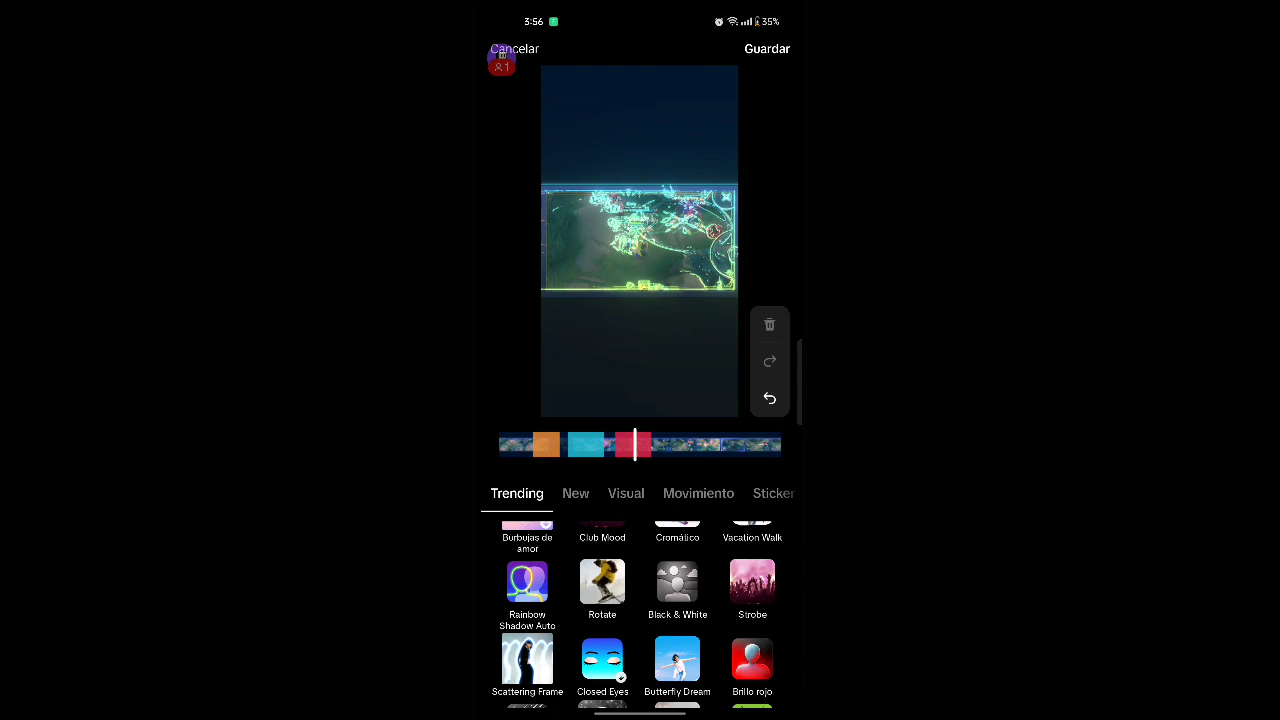 3:56
35%
Cancelar
Guardar
1
Trending
New
Visual
Movimiento
Sticker
Burbujas de
amor
Club Mood
Cromático
Vacation Walk
Rainbow
Shadow Auto
Rotate
Black & White
Strobe
Scattering Frame
Closed Eyes
Butterfly Dream
Brillo rojo